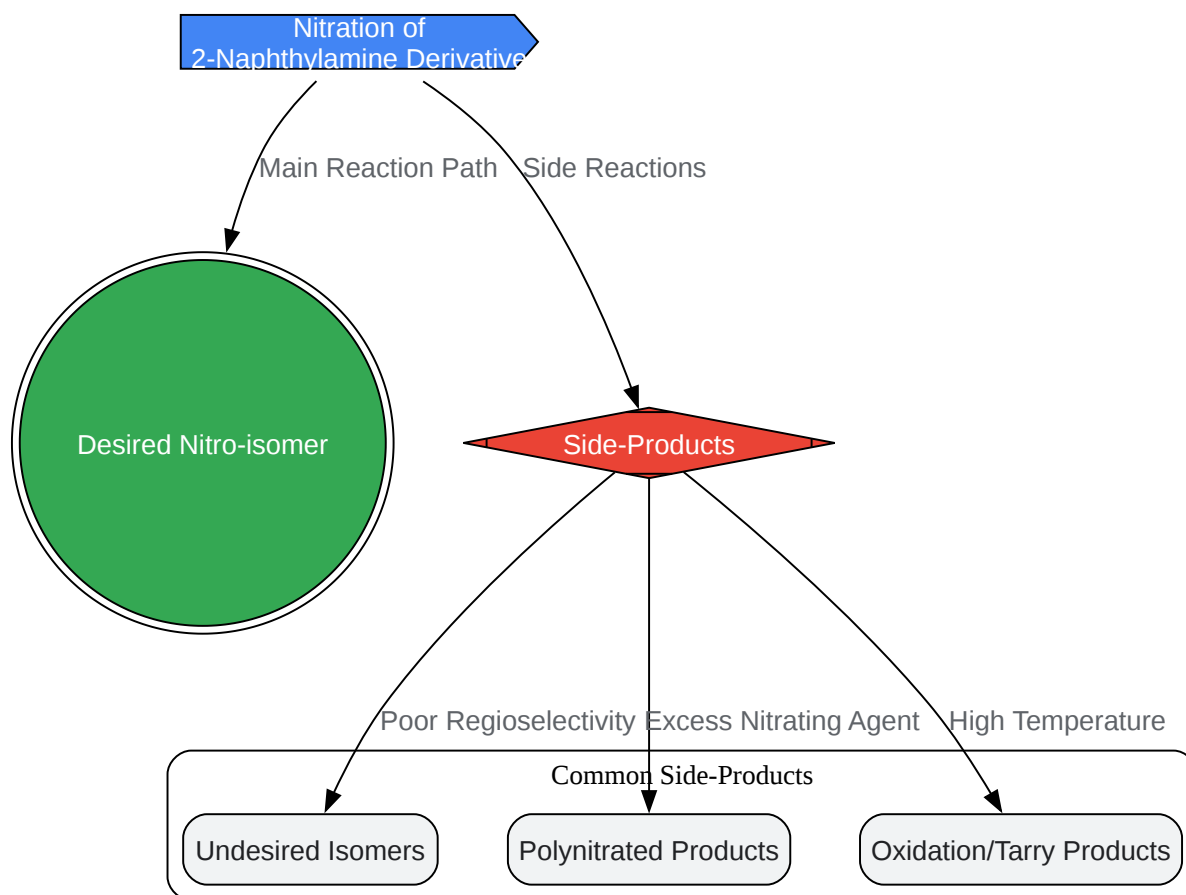 Nitration of
2-Naphthylamine Derivative
Main Reaction Path
Side Reactions
Desired Nitro-isomer
Side-Products
Poor Regioselectivity
Excess Nitrating Agent
High Temperature
Common Side-Products
Undesired Isomers
Polynitrated Products
Oxidation/Tarry Products